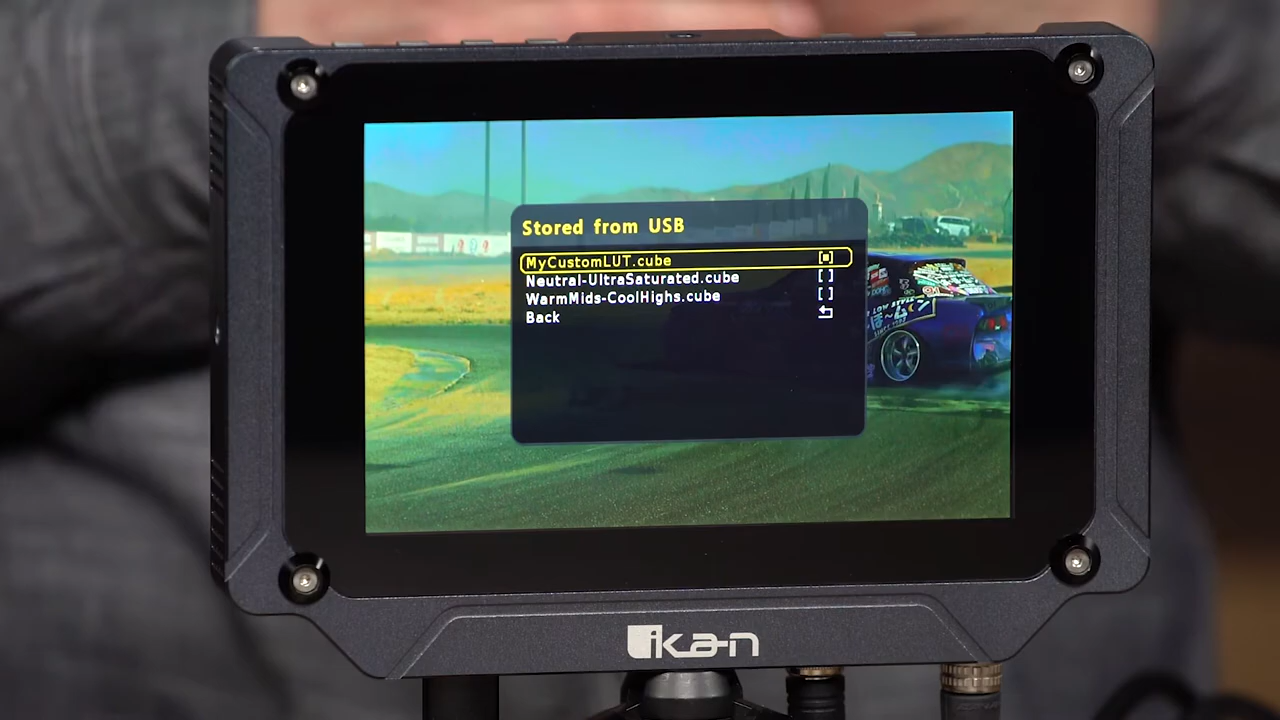 Stored from USB
MyCustomLUT.cube
Neutral-UltraSaturated.cube
WarmMids-CoolHighs.cube
Back
ikan